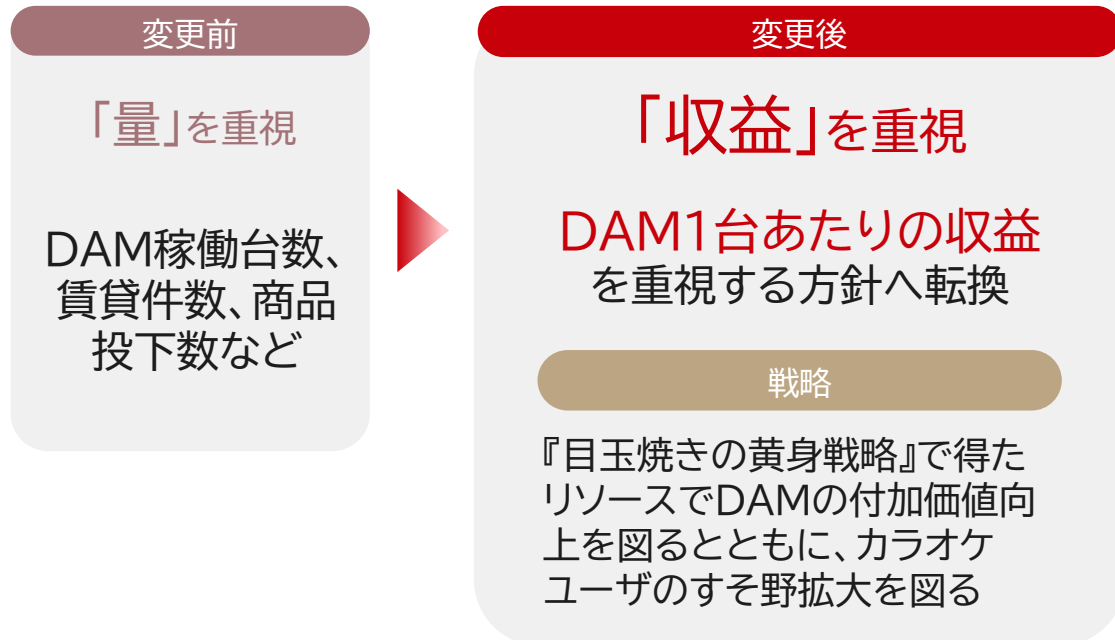 変更前
「量」を重視
DAM稼働台数、
賃貸件数、商品
投下数など
変更後
「収益」を重視
DAM1台あたりの収益
を重視する方針へ転換
戦略
『目玉焼きの黄身戦略』で得た
リソースでDAMの付加価値向
上を図るとともに、カラオケ
ユーザのすそ野拡大を図る